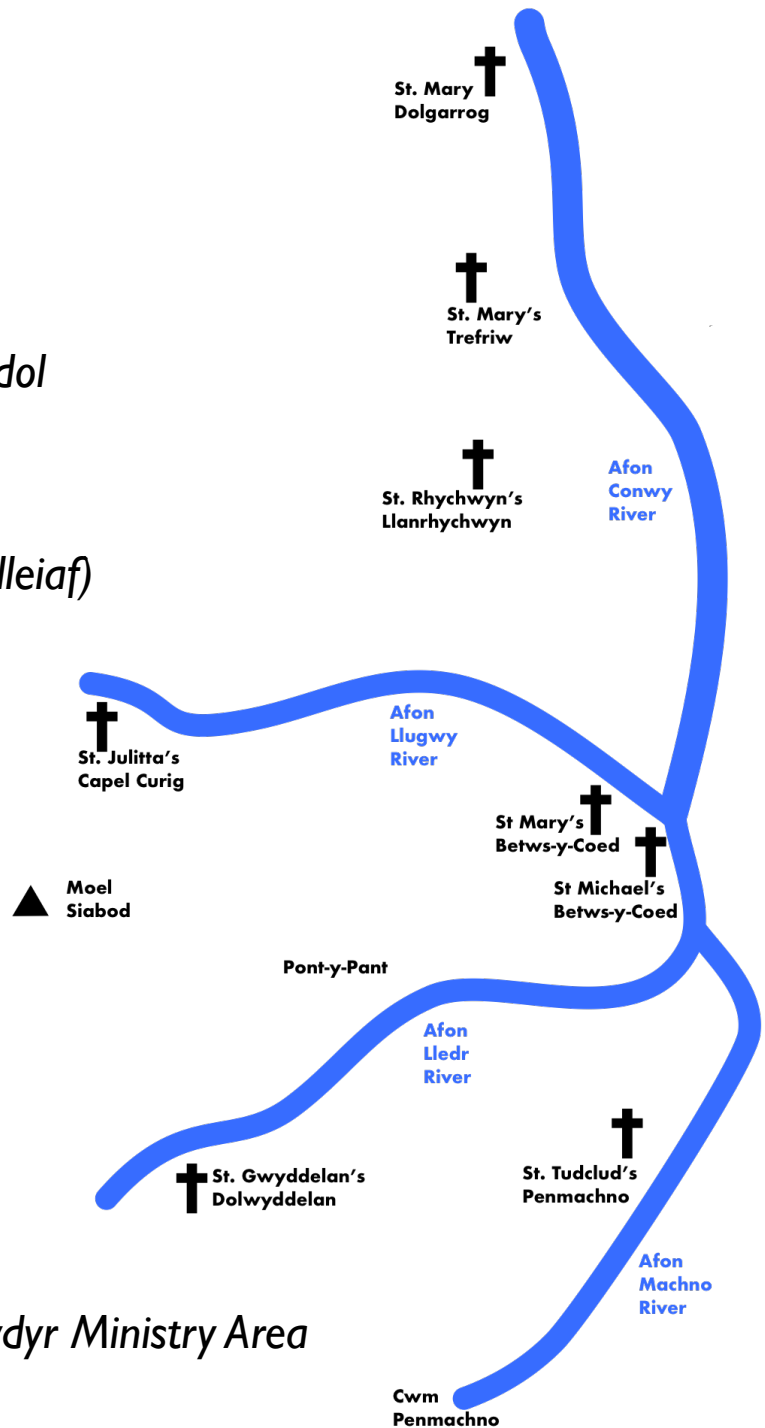 St. Mary
Dolgarrog
St. Mary's
Trefriw
dol
Afon
Conwy
River
St. Rhychwyn's
Llanrhychwyn
lleiaf)
Afon
Llugwy
River
St. Julitta's
Capel Curig
St Mary's
Betws-y-Coed
St Michael's
Betws-y-Coed
Moel
Siabod
Pont-y-Pant
Afon
Lledr
River
St. Gwyddelan's
Dolwyddelan
St. Tudclud's
Penmachno
Afon
Machno
River
ydyr Ministry Area
Cwm
Penmachno